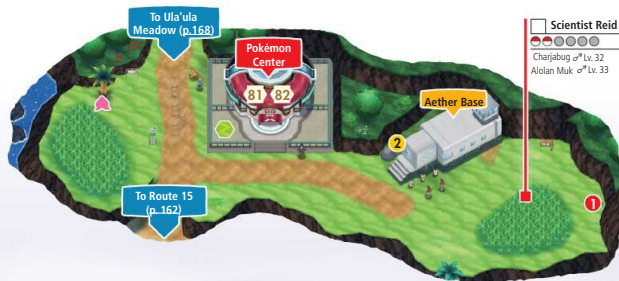 To Ula'ula
Meadow (p.168)
Pokémon
Center
81 82
Scientist Reid
Charjabug ♂ Lv. 32
Alolan Muk ♂ Lv. 33
Aether Base
2
To Route 15
(p. 162)
1